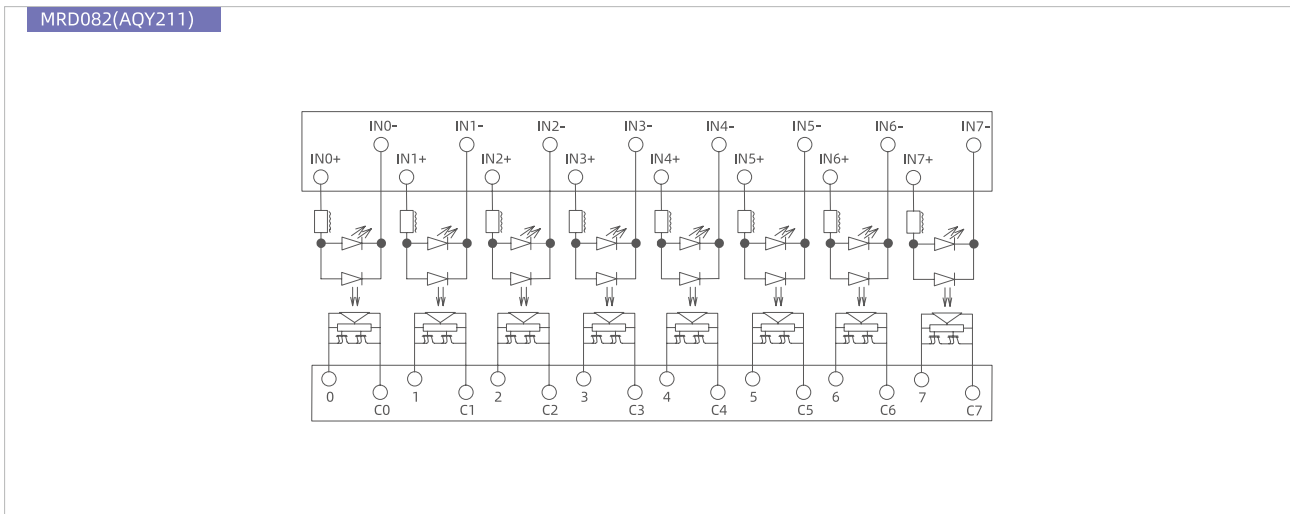 MRD082(AQY211)
IN0- IN1- IN2- IN3- IN4- IN5- IN6- IN7-
IN0+ IN1+ IN2+ IN3+ IN4+ IN5+ IN6+ IN7+
0 1 2 3 4 5 6 7
C0 C1 C2 C3 C4 C5 C6 C7